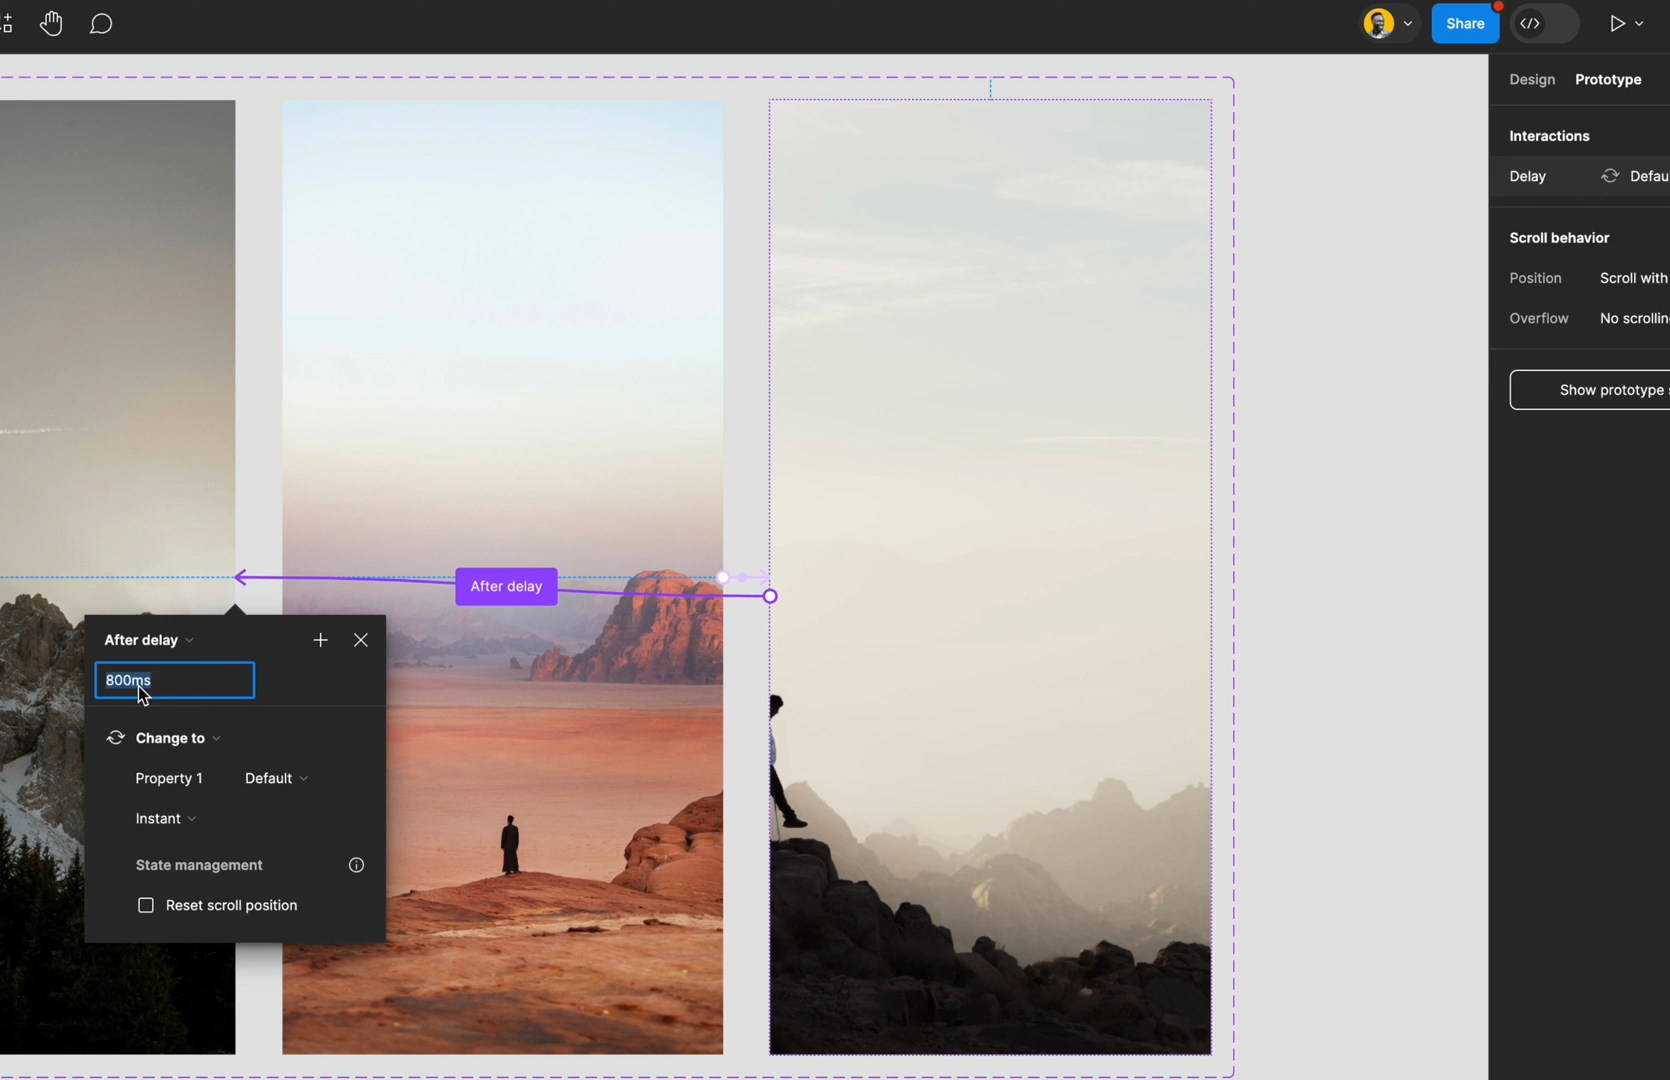 Share
Design Prototype
Interactions
Delay Defau
Scroll behavior
Position Scroll with
Overflow No scrollin
Show prototype s
After delay
After delay
800ms
Change to
Property 1 Default
Instant
State management
Reset scroll position